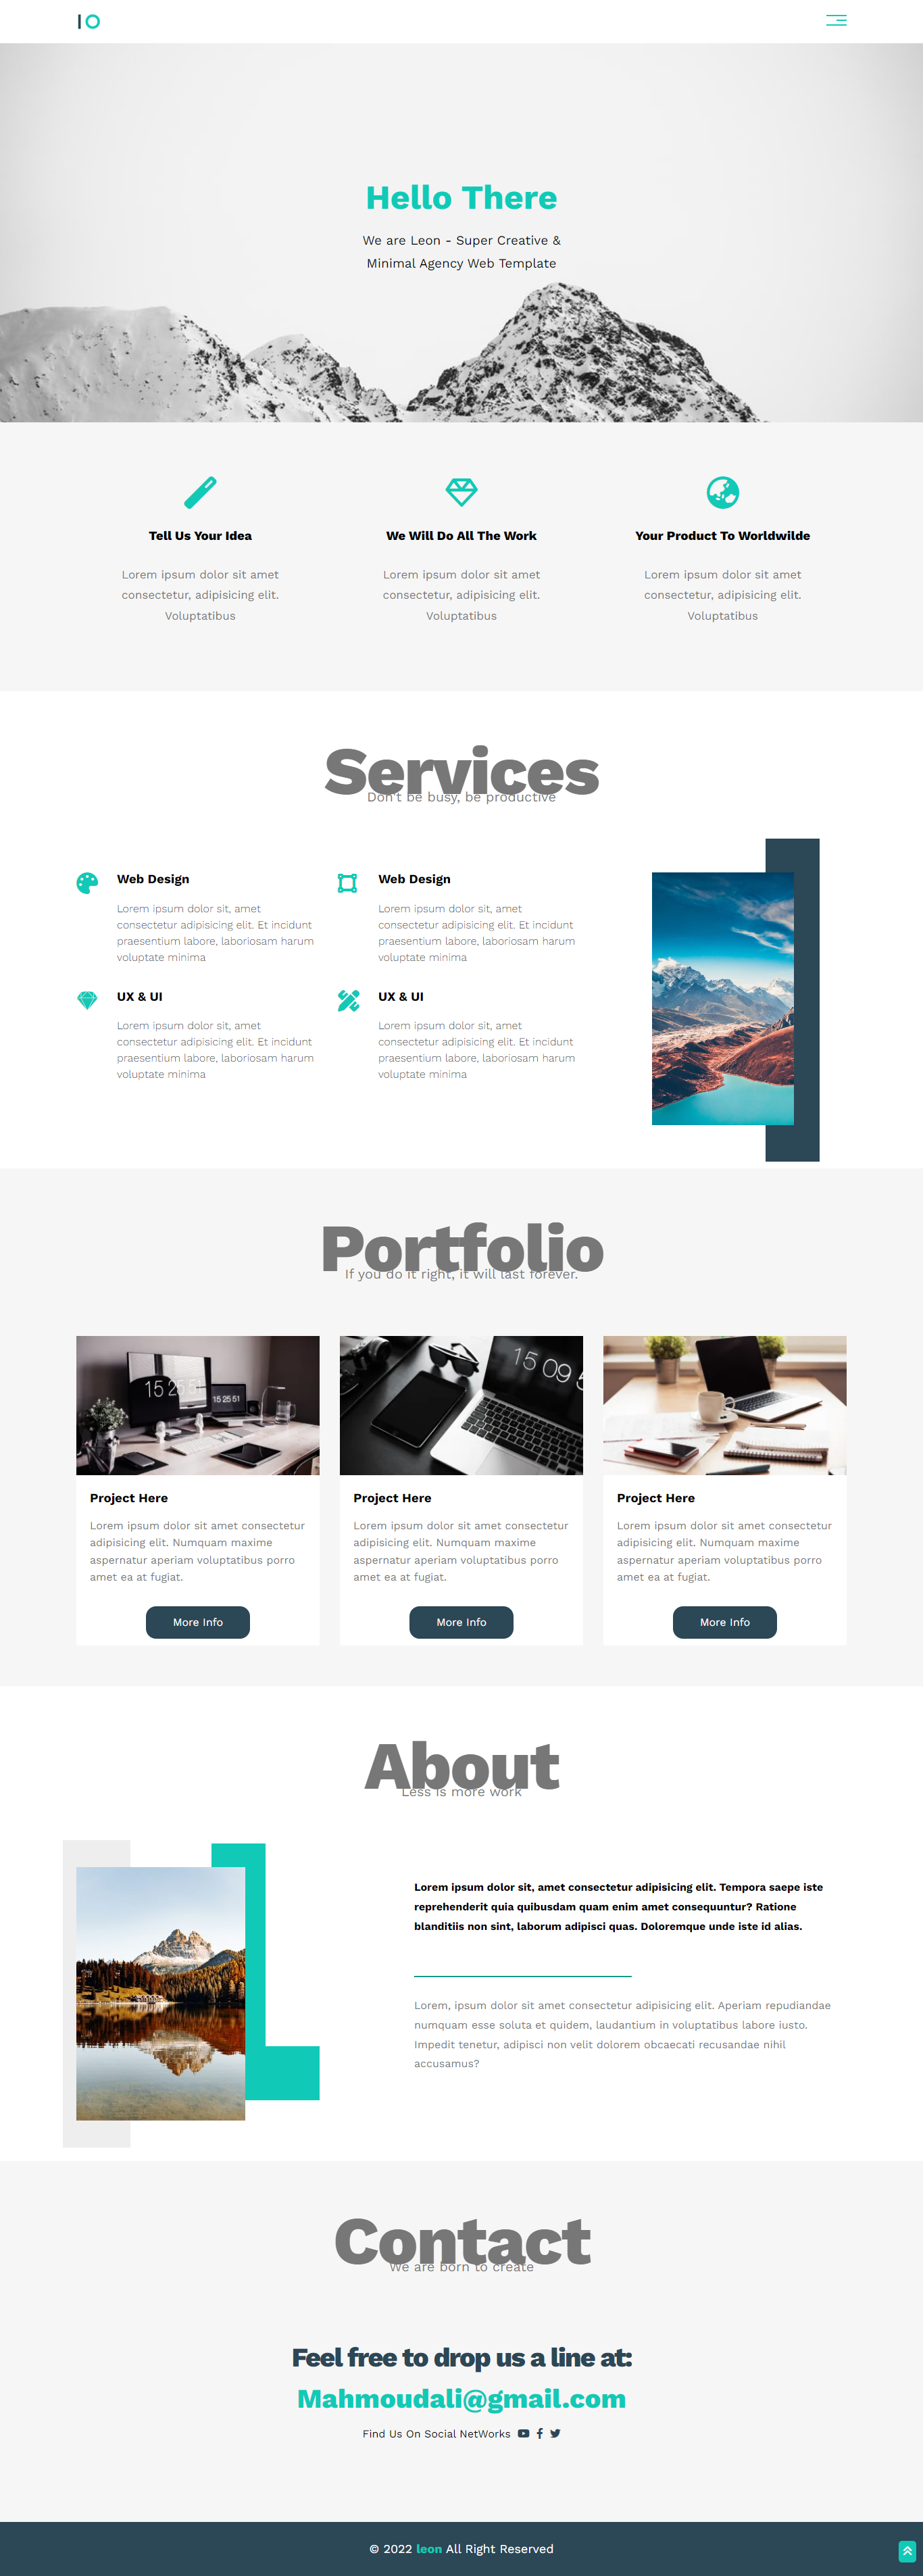 IO
Hello There
We are Leon - Super Creative &
Minimal Agency Web Template
Tell Us Your Idea
Lorem ipsum dolor sit amet
consectetur, adipisicing elit.
Voluptatibus
We Will Do All The Work
Lorem ipsum dolor sit amet
consectetur, adipisicing elit.
Voluptatibus
Your Product To Worldwilde
Lorem ipsum dolor sit amet
consectetur, adipisicing elit.
Voluptatibus
Services
Don't be busy, be productive
Web Design
Lorem ipsum dolor sit, amet
consectetur adipisicing elit. Et incidunt
praesentium labore, laboriosam harum
voluptate minima
Web Design
Lorem ipsum dolor sit, amet
consectetur adipisicing elit. Et incidunt
praesentium labore, laboriosam harum
voluptate minima
UX & UI
Lorem ipsum dolor sit, amet
consectetur adipisicing elit. Et incidunt
praesentium labore, laboriosam harum
voluptate minima
UX & UI
Lorem ipsum dolor sit, amet
consectetur adipisicing elit. Et incidunt
praesentium labore, laboriosam harum
voluptate minima
Portfolio
If you do it right, it will last forever.
15 25 51
15 25 51
Project Here
Lorem ipsum dolor sit amet consectetur
adipisicing elit. Numquam maxime
aspernatur aperiam voluptatibus porro
amet ea at fugiat.
More Info
15 09
Project Here
Lorem ipsum dolor sit amet consectetur
adipisicing elit. Numquam maxime
aspernatur aperiam voluptatibus porro
amet ea at fugiat.
More Info
Project Here
Lorem ipsum dolor sit amet consectetur
adipisicing elit. Numquam maxime
aspernatur aperiam voluptatibus porro
amet ea at fugiat.
More Info
About
Less is more work
Lorem ipsum dolor sit, amet consectetur adipisicing elit. Tempora saepe iste
reprehenderit quia quibusdam quam enim amet consequuntur? Ratione
blanditiis non sint, laborum adipisci quas. Doloremque unde iste id alias.
Lorem, ipsum dolor sit amet consectetur adipisicing elit. Aperiam repudiandae
numquam esse soluta et quidem, laudantium in voluptatibus labore iusto.
Impedit tenetur, adipisci non velit dolorem obcaecati recusandae nihil
accusamus?
Contact
We are born to create
Feel free to drop us a line at:
Mahmoudali@gmail.com
Find Us On Social NetWorks
© 2022 leon All Right Reserved